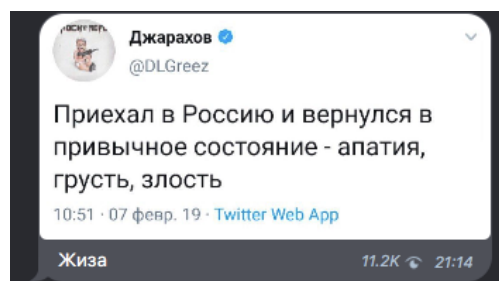 Джарахов
@DLGreez
Приехал в Россию и вернулся в
привычное состояние - апатия,
грусть, злость
10:51 · 07 февр. 19 · Twitter Web App
Жиза
11.2K 21:14